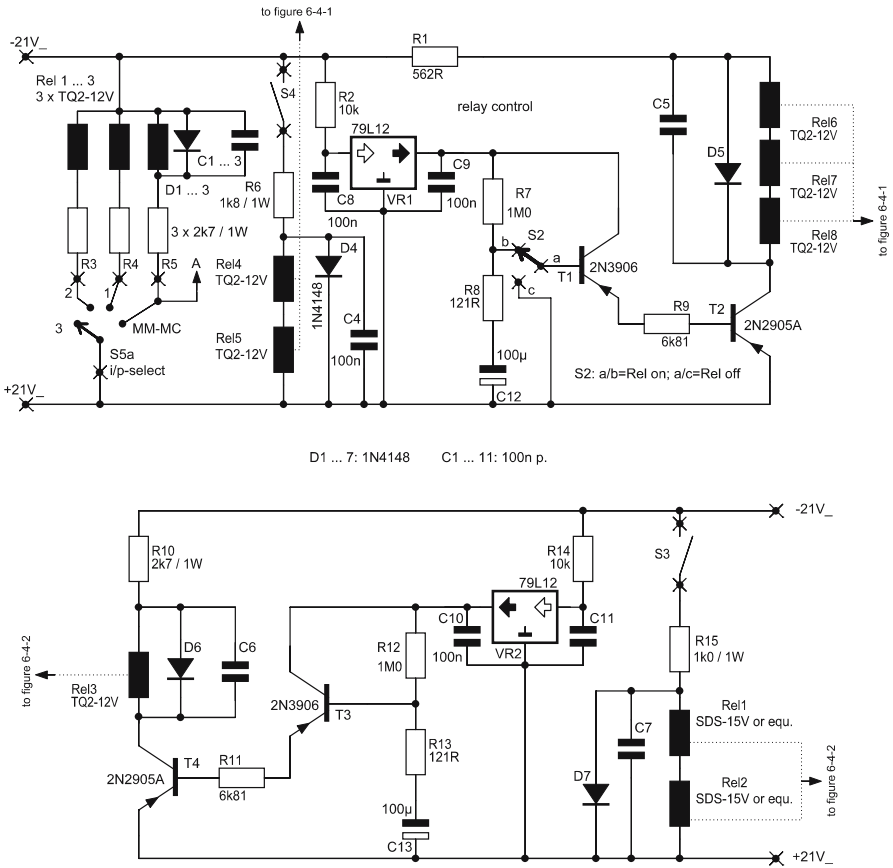 to figure 6-4-1
-21V_
R1
562R
Rel 1 ... 3
3 x TQ2-12V
S4
R2
10k
relay control
C5
Rel6
TQ2-12V
79L12
C1 ... 3
D5
D1 ... 3
R6
1k8 / 1W
C8
100n
VR1
C9
100n
R7
1M0
Rel7
TQ2-12V
to figure 6-4-1
3 x 2k7 / 1W
D4
b
S2
a
Rel8
TQ2-12V
R3
R4
R5
A
Rel4
TQ2-12V
1N4148
T1
2N3906
R8
121R
c
2
1
3
MM-MC
C4
100n
R9
6k81
T2
2N2905A
S5a
i/p-select
Rel5
TQ2-12V
100µ
C12
S2: a/b=Rel on; a/c=Rel off
+21V_
D1 ... 7: 1N4148
C1 ... 11: 100n p.
-21V_
R10
2k7 / 1W
R14
10k
S3
79L12
C10
100n
C11
VR2
R12
1M0
R15
1k0 / 1W
to figure 6-4-2
D6
C6
Rel3
TQ2-12V
2N3906
T3
Rel1
SDS-15V or equ.
R13
121R
C7
T4
2N2905A
R11
6k81
D7
Rel2
SDS-15V or equ.
to figure 6-4-2
100µ
C13
+21V_